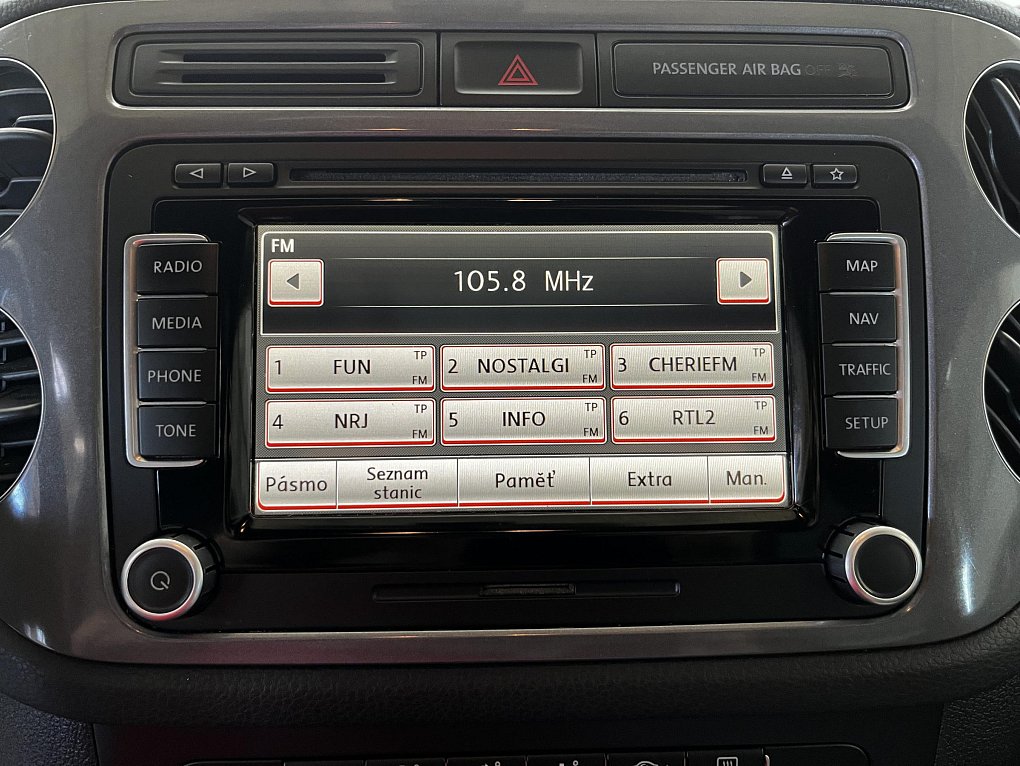 PASSENGER AIR BAG OFF
RADIO
MEDIA
PHONE
TONE
FM
105.8 MHz
1 FUN TP FM
2 NOSTALGI TP FM
3 CHERIEFM TP FM
4 NRJ TP FM
5 INFO TP FM
6 RTL2 TP FM
Pásmo
Seznam
stanic
Paměť
Extra
Man.
MAP
NAV
TRAFFIC
SETUP